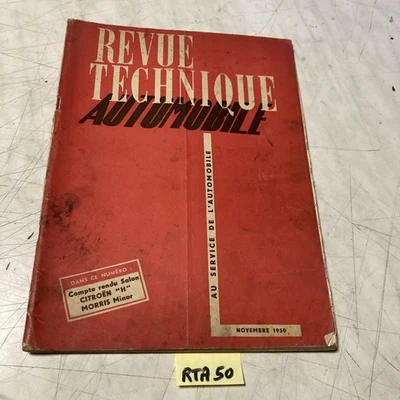 REVUE
TECHNIQUE
AUTOMOBILE
AU SERVICE DE L'AUTOMOBILE
DANS CE NUMÉRO :
Compte rendu Salon
CITROËN "H"
MORRIS Minor
NOVEMBRE 1950
RTA 50